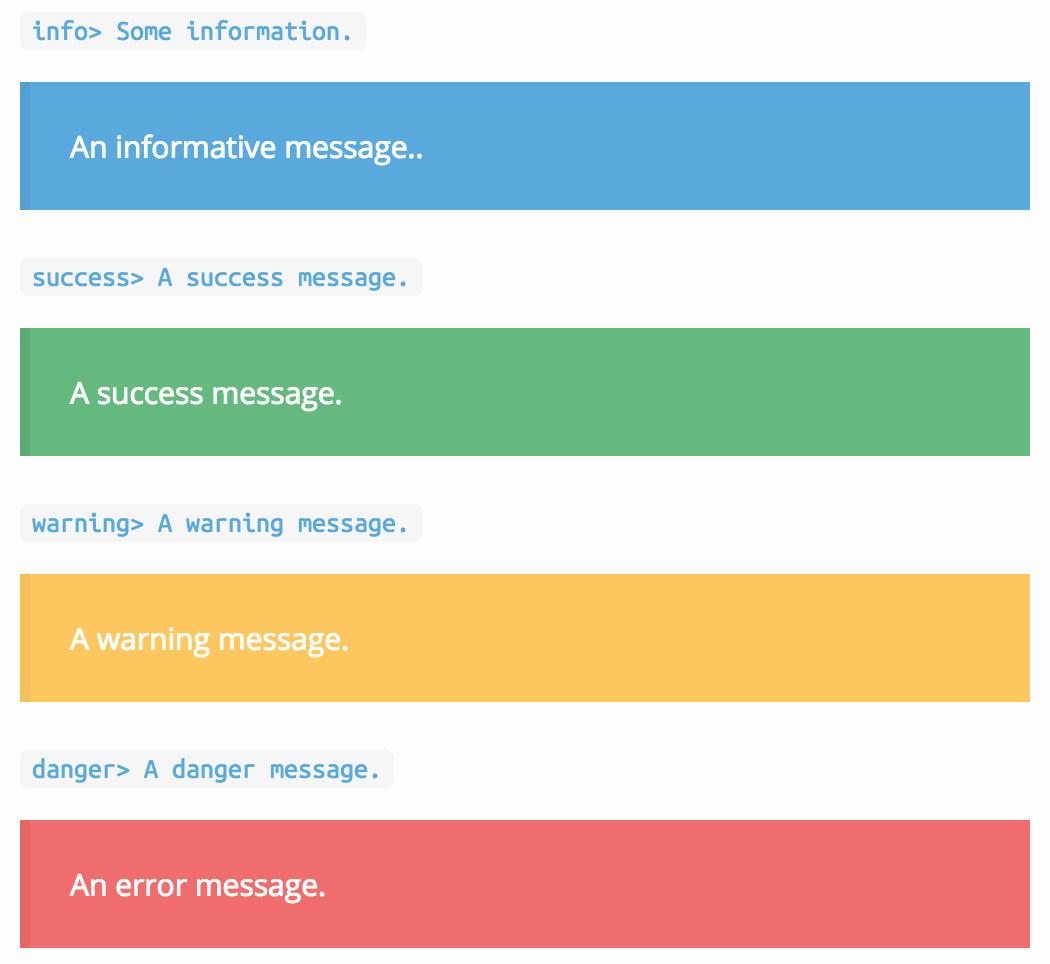 info> Some information.
An informative message..
success> A success message.
A success message.
warning> A warning message.
A warning message.
danger> A danger message.
An error message.